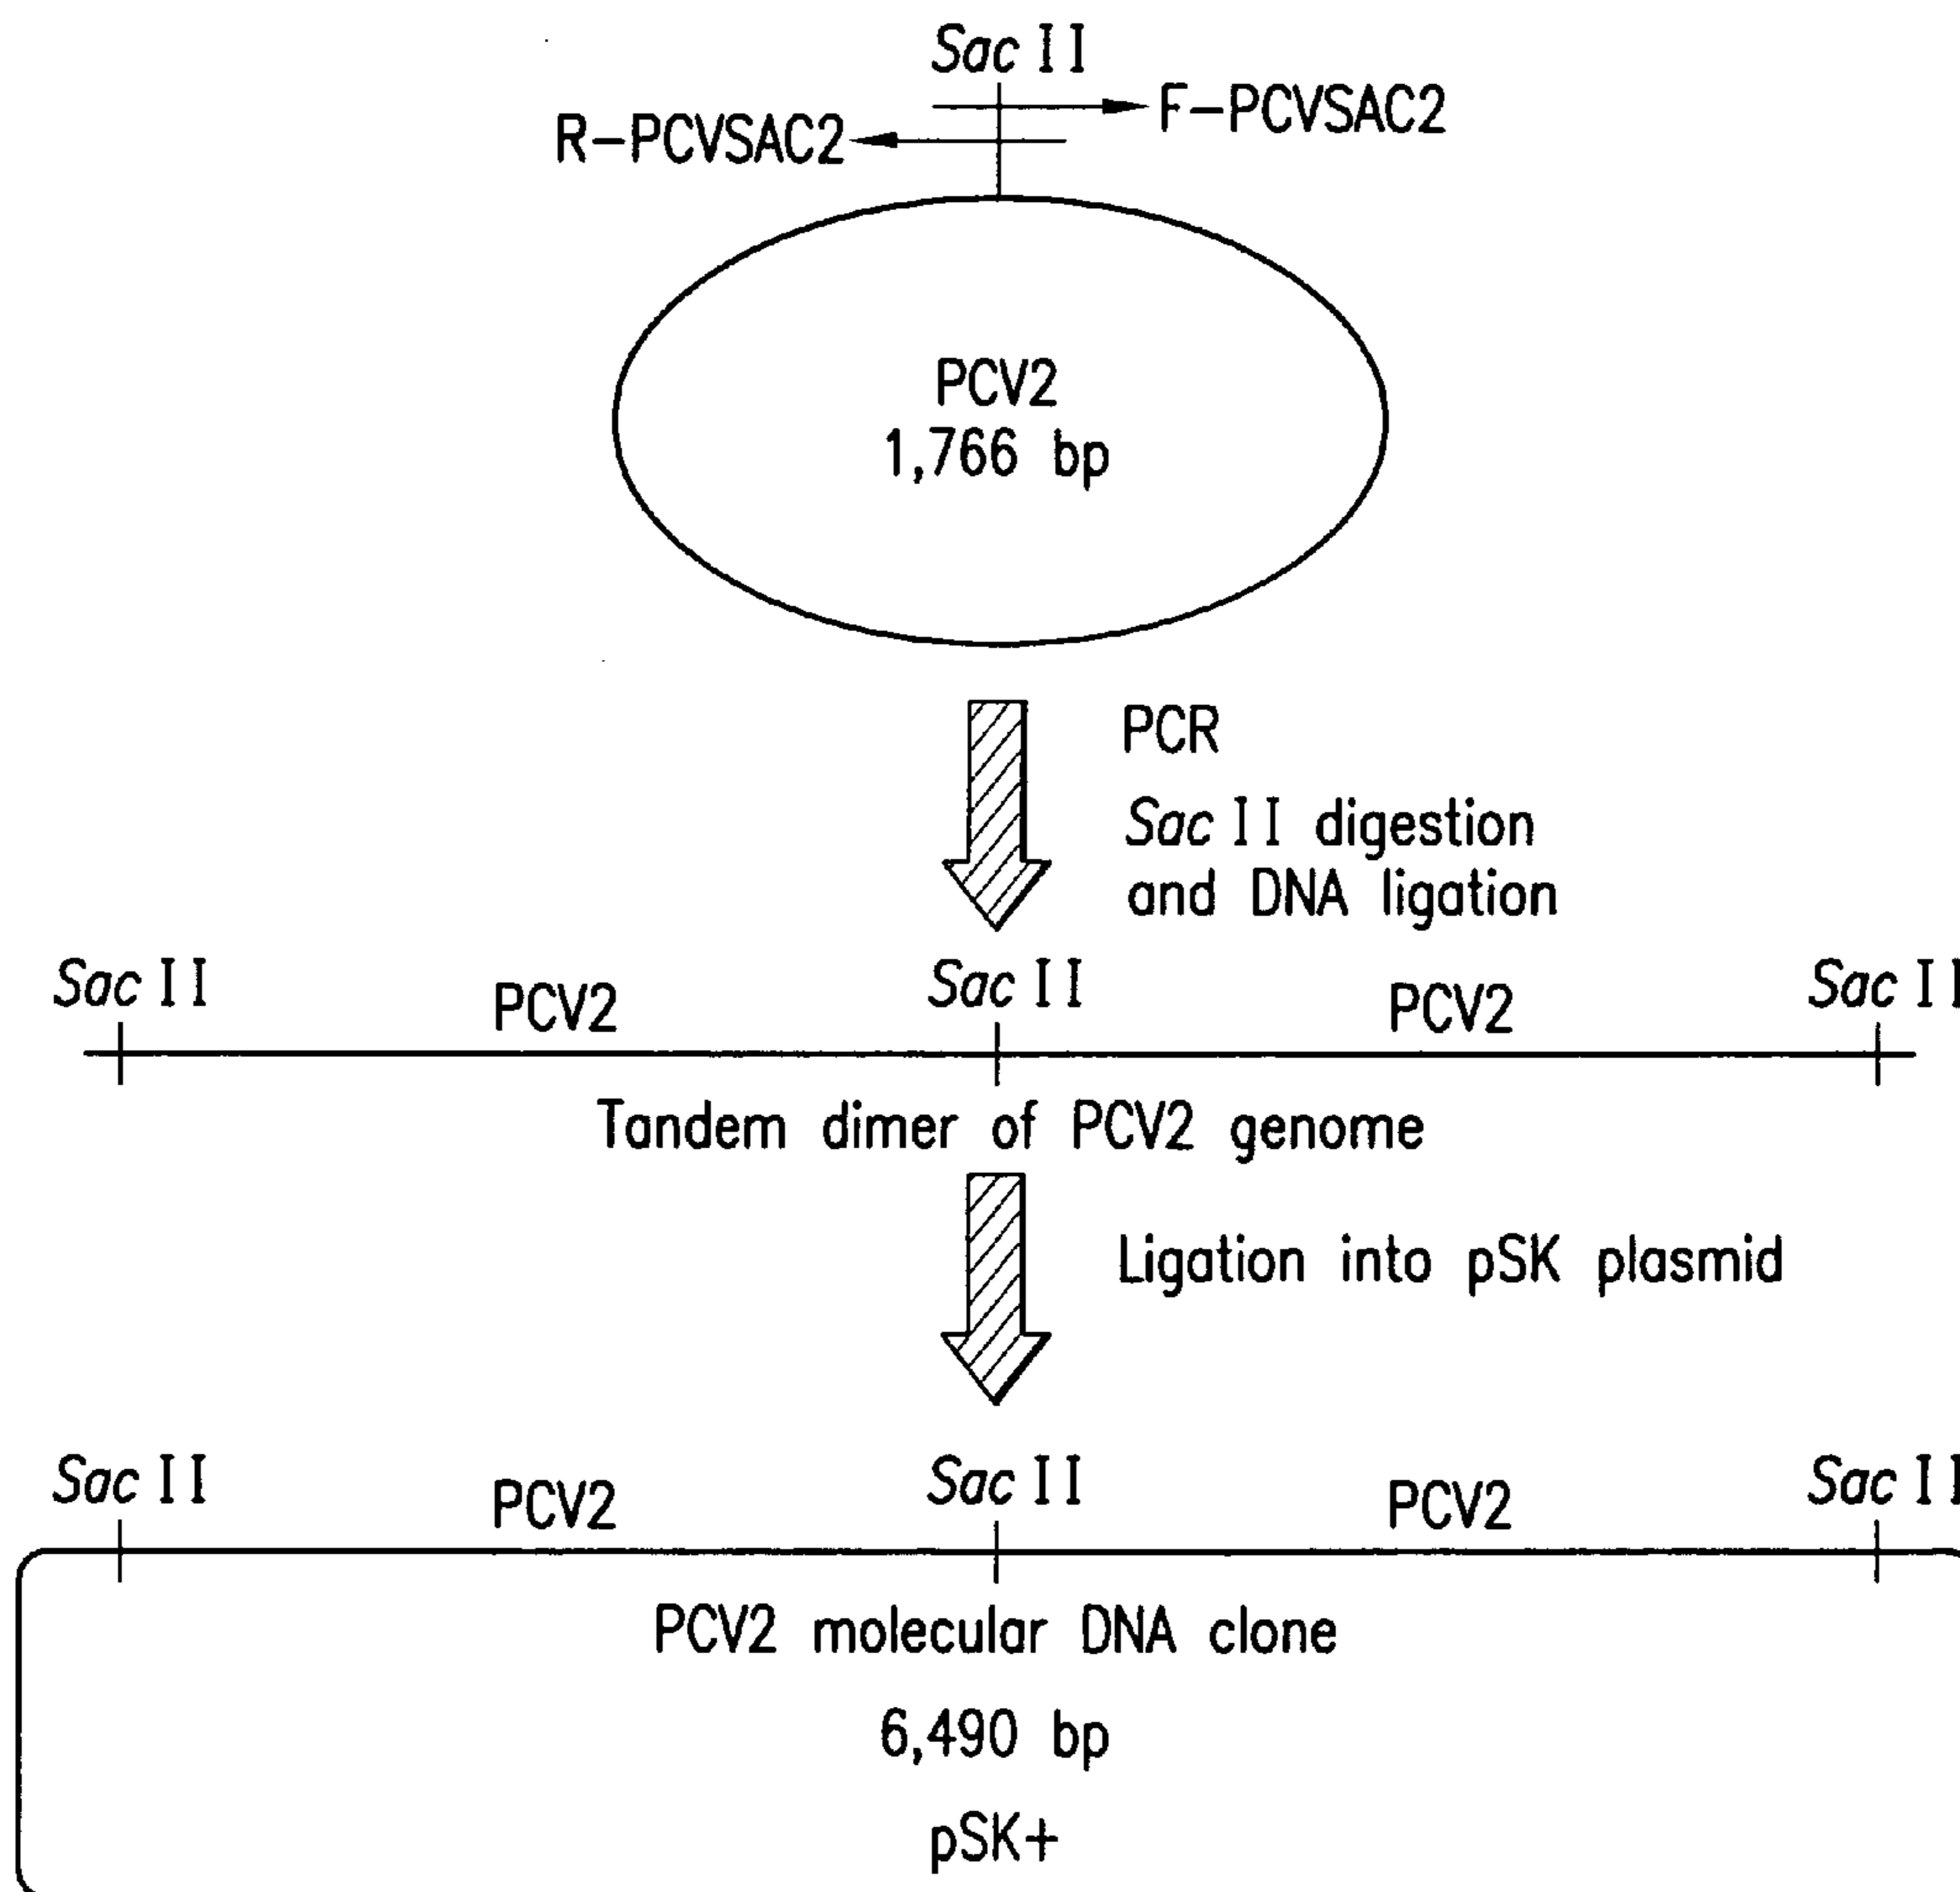 Sac II
F-PCVSAC2
R-PCVSAC2
PCV2
1,766 bp
PCR
Sac II digestion
and DNA ligation
Sac II
PCV2
Sac II
PCV2
Sac II
Tandem dimer of PCV2 genome
Ligation into pSK plasmid
Sac II
PCV2
Sac II
PCV2
Sac II
PCV2 molecular DNA clone
6,490 bp
pSK+